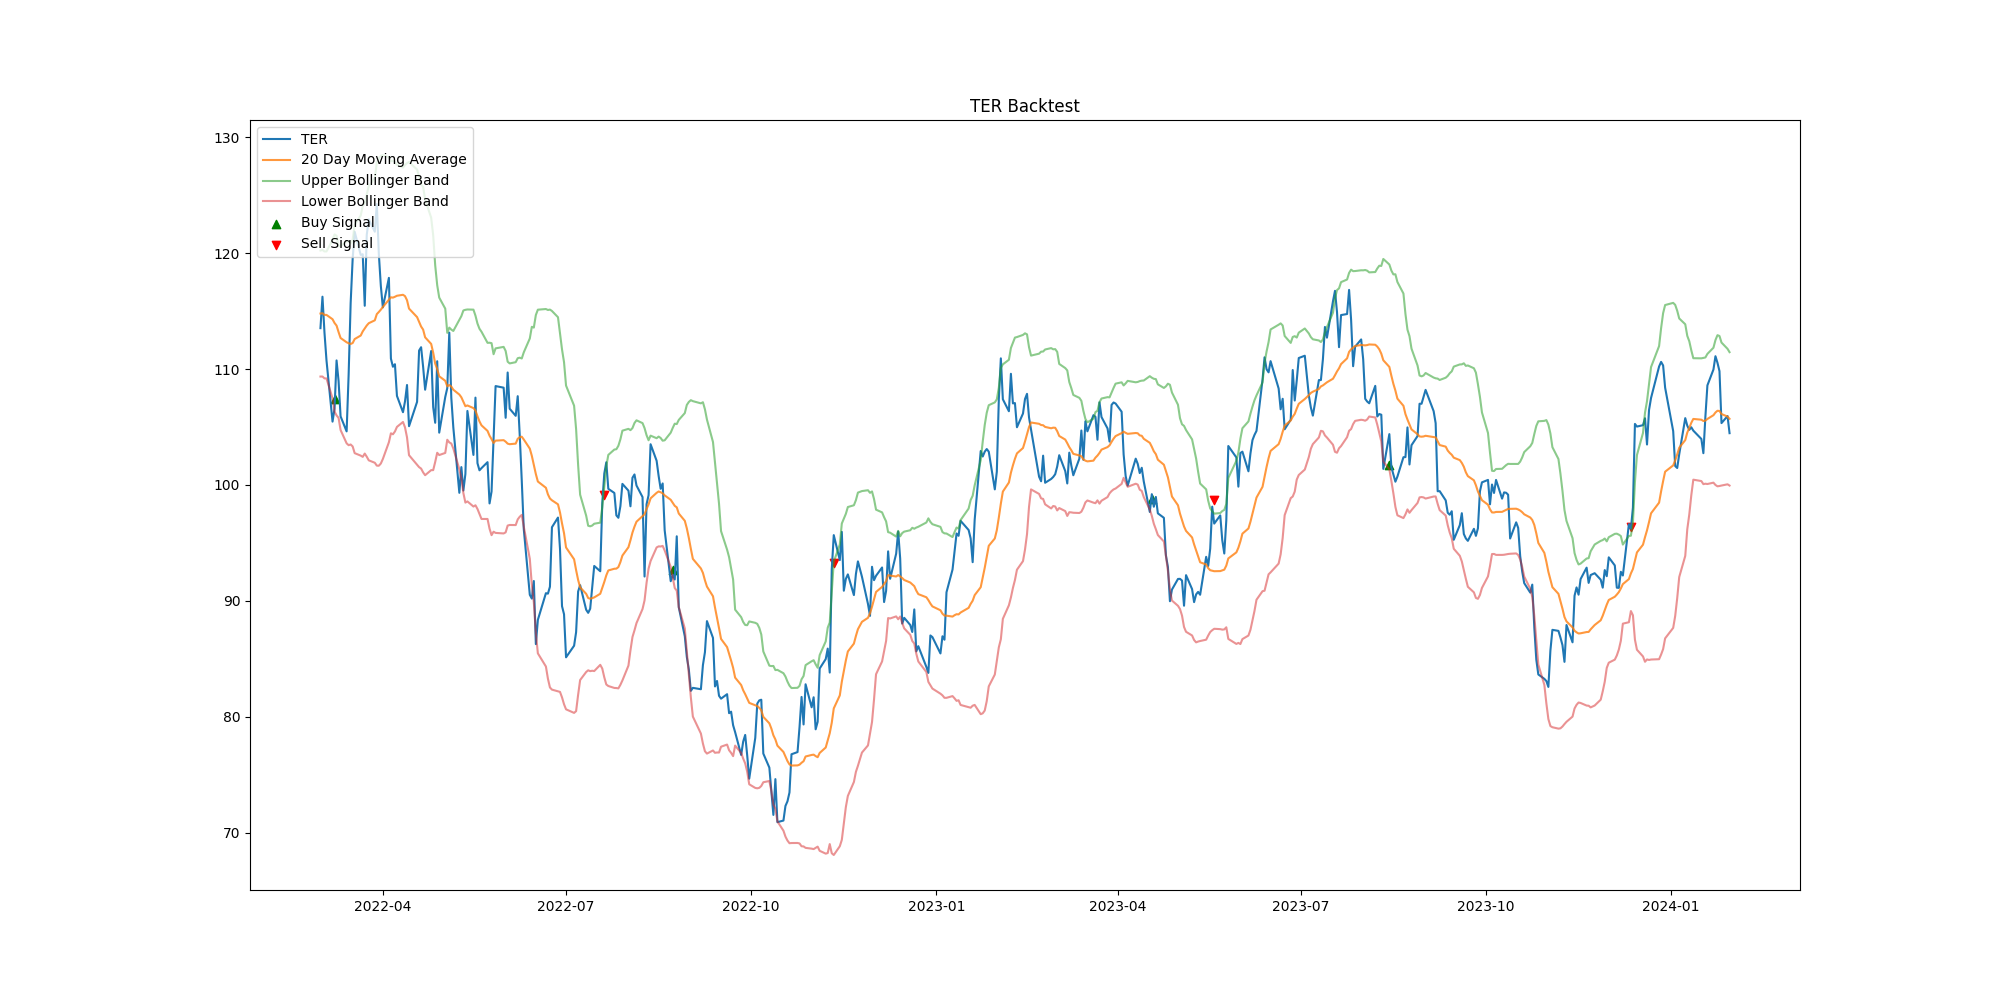 TER Backtest
TER
20 Day Moving Average
Upper Bollinger Band
Lower Bollinger Band
Buy Signal
Sell Signal
130
120
110
100
90
80
70
2022-04
2022-07
2022-10
2023-01
2023-04
2023-07
2023-10
2024-01